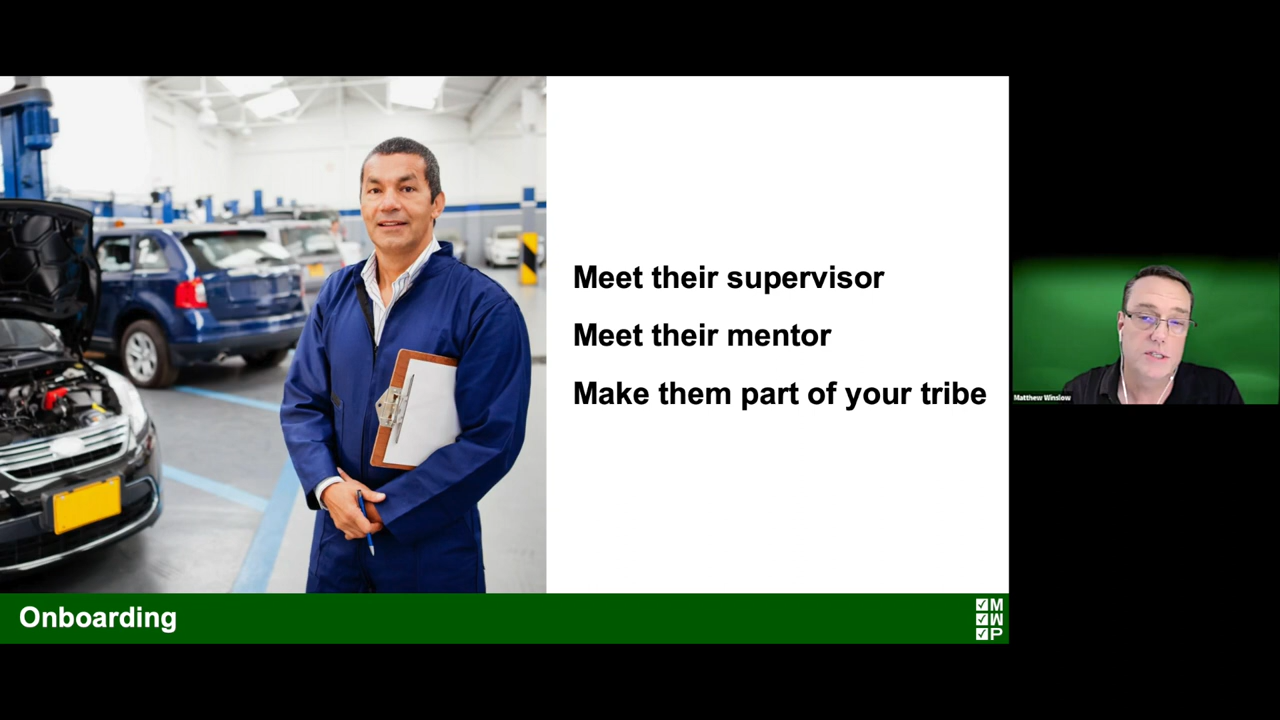 Meet their supervisor
Meet their mentor
Make them part of your tribe
Matthew Winslow
Onboarding
M
W
P